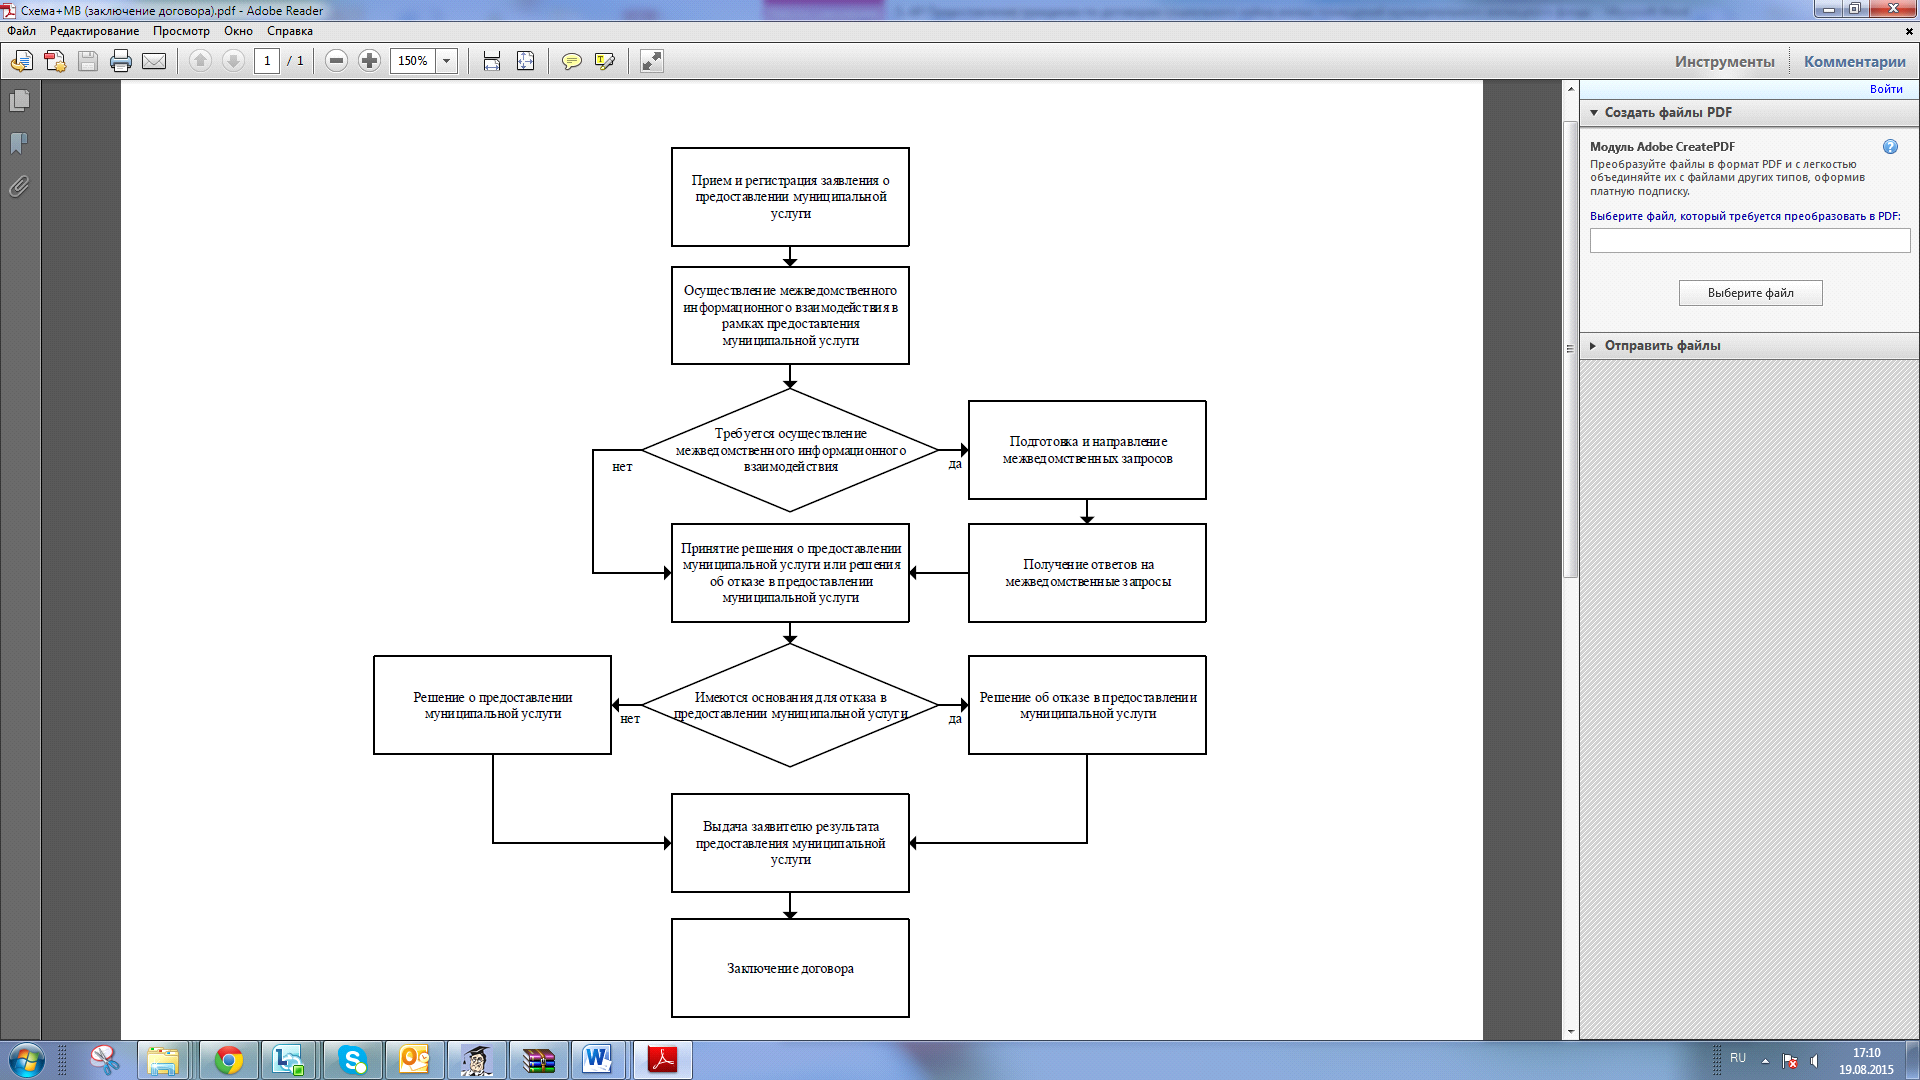 Схема+МВ (заключение договора).pdf - Adobe Reader
Файл Редактирование Просмотр Окно Справка
1 / 1 150% Инструменты Комментарии
Войти
Создать файлы PDF
Модуль Adobe CreatePDF
Преобразуйте файлы в формат PDF и с легкостью
объединяйте их с файлами других типов, оформив
платную подписку.
Выберите файл, который требуется преобразовать в PDF:
Выберите файл
Отправить файлы
Прием и регистрация заявления о
предоставлении муниципальной
услуги
Осуществление межведомственного
информационного взаимодействия в
рамках предоставления
муниципальной услуги
Требуется осуществление
межведомственного информационного
взаимодействия
нет
да
Подготовка и направление
межведомственных запросов
Принятие решения о предоставлении
муниципальной услуги или решения
об отказе в предоставлении
муниципальной услуги
Получение ответов на
межведомственные запросы
Решение о предоставлении
муниципальной услуги
нет
Имеются основания для отказа в
предоставлении муниципальной услуги
да
Решение об отказе в предоставлении
муниципальной услуги
Выдача заявителю результата
предоставления муниципальной
услуги
Заключение договора
RU
17:10
19.08.2015